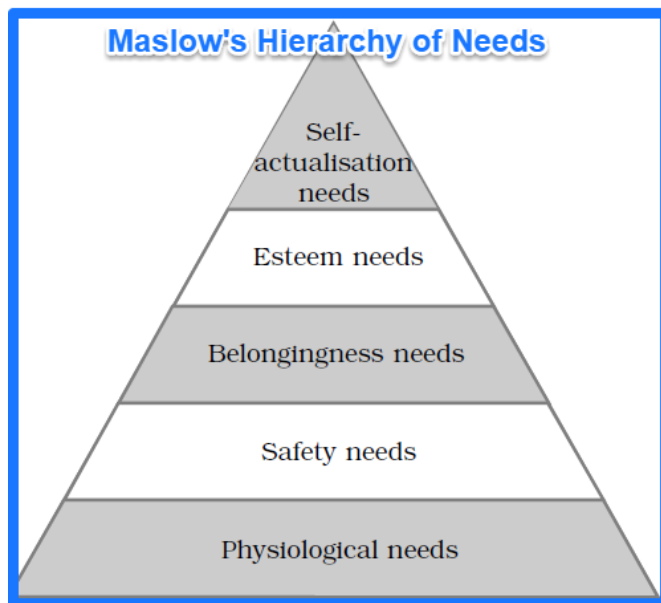 Maslow's Hierarchy of Needs
Self-
actualisation
needs
Esteem needs
Belongingness needs
Safety needs
Physiological needs